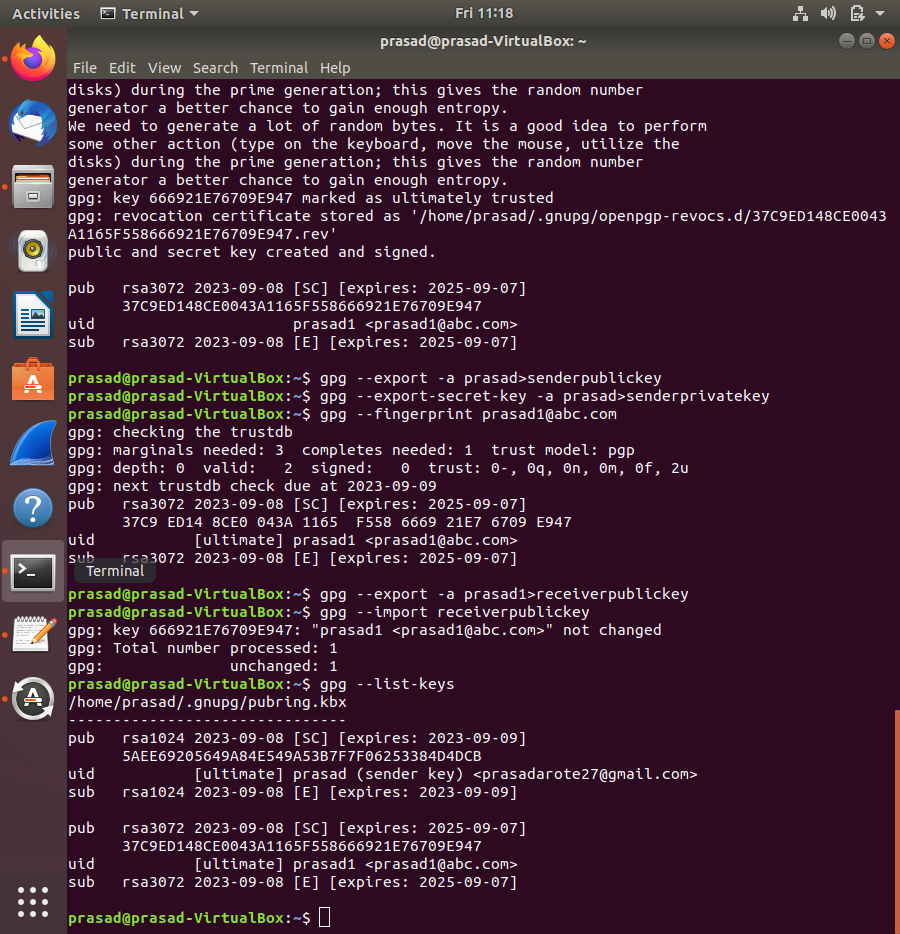 Activities Terminal Fri 11:18
prasad@prasad-VirtualBox: ~
File Edit View Search Terminal Help
disks) during the prime generation; this gives the random number
generator a better chance to gain enough entropy.
We need to generate a lot of random bytes. It is a good idea to perform
some other action (type on the keyboard, move the mouse, utilize the
disks) during the prime generation; this gives the random number
generator a better chance to gain enough entropy.
gpg: key 666921E76709E947 marked as ultimately trusted
gpg: revocation certificate stored as '/home/prasad/.gnupg/openpgp-revocs.d/37C9ED148CE0043
A1165F558666921E76709E947.rev'
public and secret key created and signed.
pub   rsa3072 2023-09-08 [SC] [expires: 2025-09-07]
      37C9ED148CE0043A1165F558666921E76709E947
uid                      prasad1 <prasad1@abc.com>
sub   rsa3072 2023-09-08 [E] [expires: 2025-09-07]
prasad@prasad-VirtualBox:~$ gpg --export -a prasad>senderpublickey
prasad@prasad-VirtualBox:~$ gpg --export-secret-key -a prasad>senderprivatekey
prasad@prasad-VirtualBox:~$ gpg --fingerprint prasad1@abc.com
gpg: checking the trustdb
gpg: marginals needed: 3  completes needed: 1  trust model: pgp
gpg: depth: 0  valid:   2  signed:   0  trust: 0-, 0q, 0n, 0m, 0f, 2u
gpg: next trustdb check due at 2023-09-09
pub   rsa3072 2023-09-08 [SC] [expires: 2025-09-07]
      37C9 ED14 8CE0 043A 1165  F558 6669 21E7 6709 E947
uid           [ultimate] prasad1 <prasad1@abc.com>
sub   rsa3072 2023-09-08 [E] [expires: 2025-09-07]
Terminal
prasad@prasad-VirtualBox:~$ gpg --export -a prasad1>receiverpublickey
prasad@prasad-VirtualBox:~$ gpg --import receiverpublickey
gpg: key 666921E76709E947: "prasad1 <prasad1@abc.com>" not changed
gpg: Total number processed: 1
gpg:              unchanged: 1
prasad@prasad-VirtualBox:~$ gpg --list-keys
/home/prasad/.gnupg/pubring.kbx
-------------------------------
pub   rsa1024 2023-09-08 [SC] [expires: 2023-09-09]
      5AEE69205649A84E549A53B7F7F06253384D4DCB
uid           [ultimate] prasad (sender key) <prasadarote27@gmail.com>
sub   rsa1024 2023-09-08 [E] [expires: 2023-09-09]
pub   rsa3072 2023-09-08 [SC] [expires: 2025-09-07]
      37C9ED148CE0043A1165F558666921E76709E947
uid           [ultimate] prasad1 <prasad1@abc.com>
sub   rsa3072 2023-09-08 [E] [expires: 2025-09-07]
prasad@prasad-VirtualBox:~$